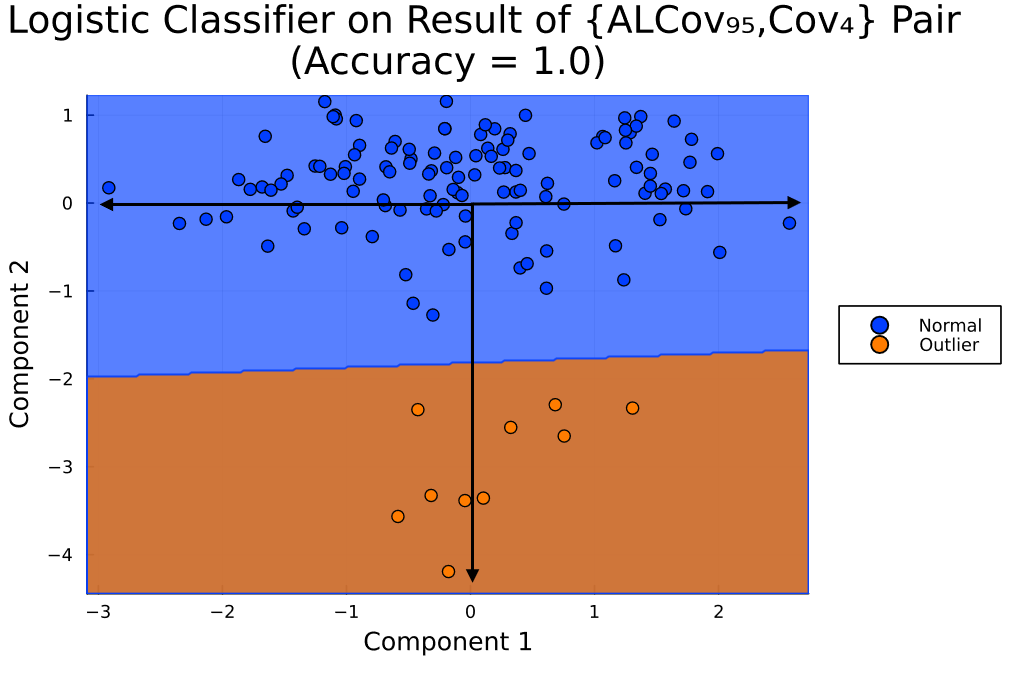 Logistic Classifier on Result of {ALCov₉₅,Cov₄} Pair
(Accuracy = 1.0)
1
0
−1
−2
−3
−4
Component 2
−3
−2
−1
0
1
2
Component 1
Normal
Outlier